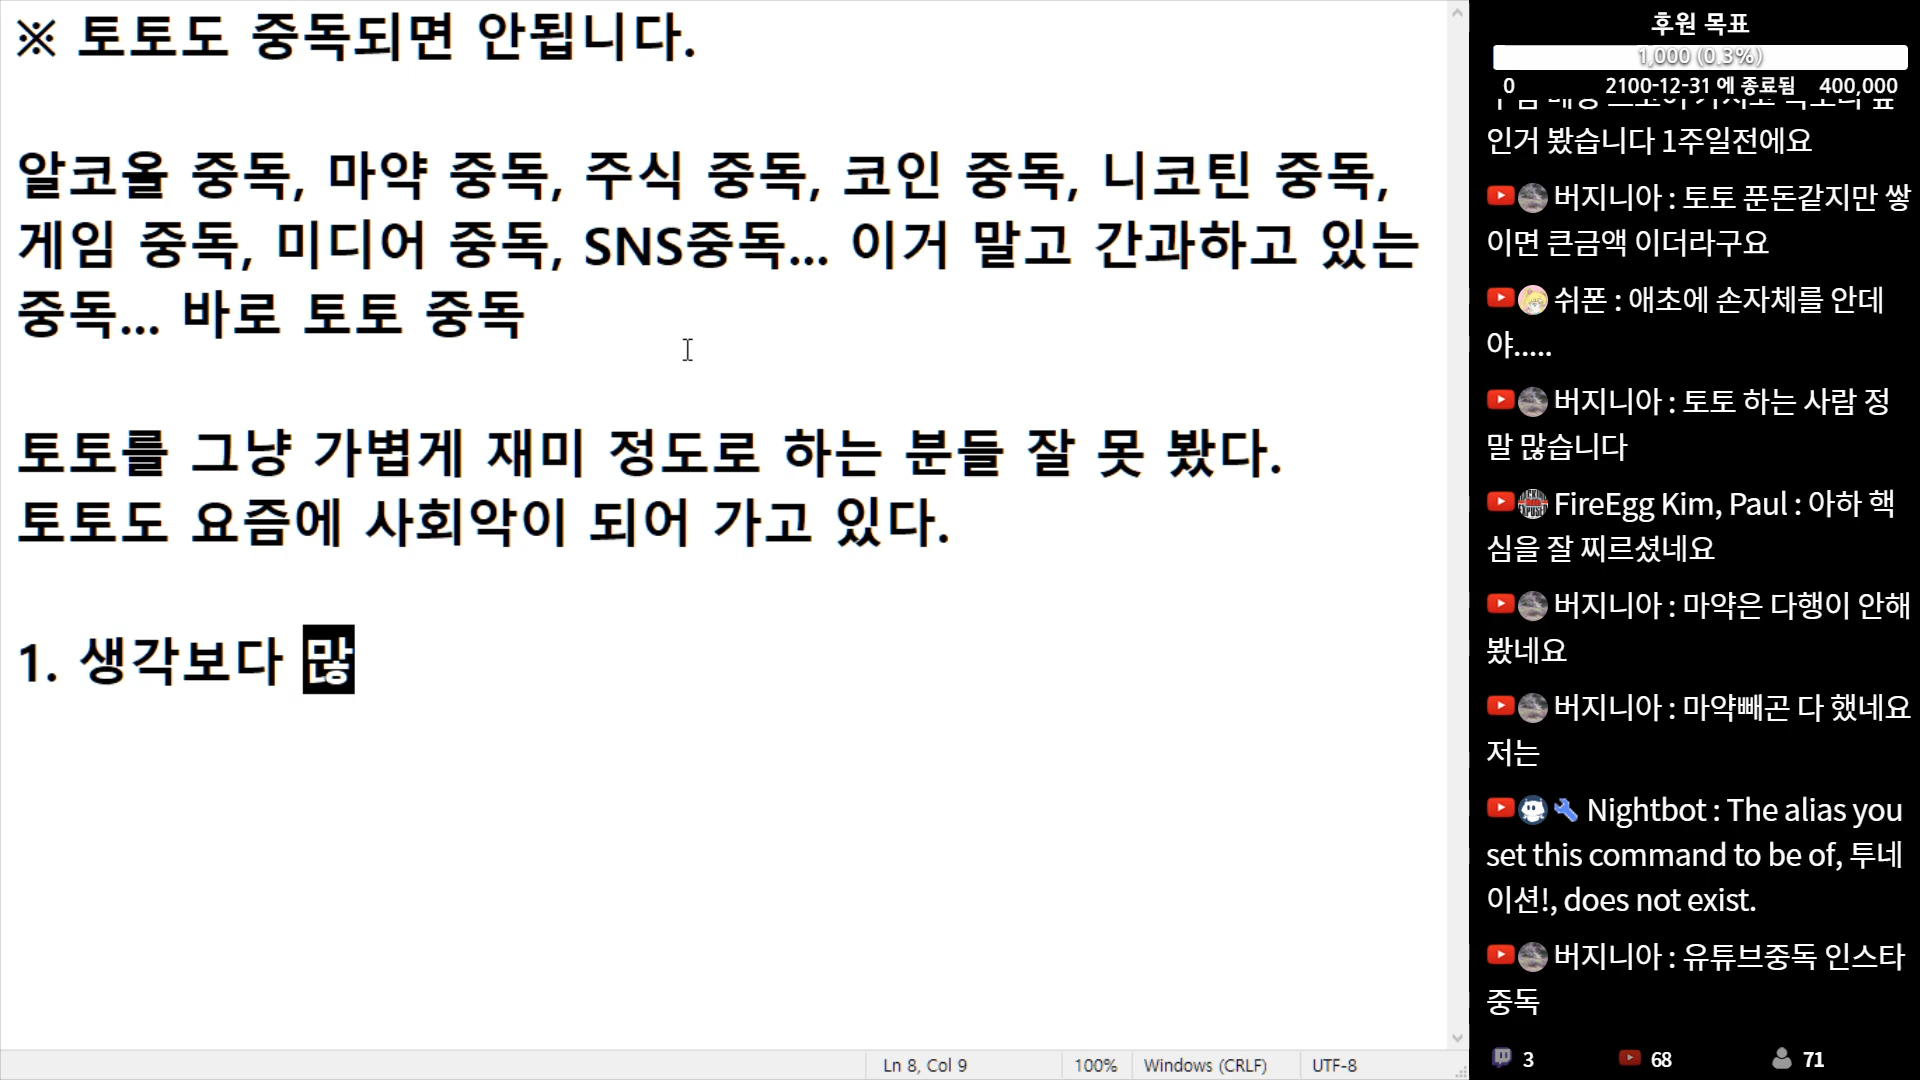 ※ 토토도 중독되면 안됩니다.
알코올 중독, 마약 중독, 주식 중독, 코인 중독, 니코틴 중독,
게임 중독, 미디어 중독, SNS중독... 이거 말고 간과하고 있는
중독... 바로 토토 중독
토토를 그냥 가볍게 재미 정도로 하는 분들 잘 못 봤다.
토토도 요즘에 사회악이 되어 가고 있다.
1. 생각보다 많
Ln 8, Col 9
100%
Windows (CRLF)
UTF-8
후원 목표
1,000 (0.3%)
0 2100-12-31 에 종료됨 400,000
인거 봤습니다 1주일전에요
버지니아 : 토토 푼돈같지만 쌓
이면 큰금액 이더라구요
쉬폰 : 애초에 손자체를 안데
야.....
버지니아 : 토토 하는 사람 정
말 많습니다
FireEgg Kim, Paul : 아하 핵
심을 잘 찌르셨네요
버지니아 : 마약은 다행이 안해
봤네요
버지니아 : 마약빼곤 다 했네요
저는
Nightbot : The alias you
set this command to be of, 투네
이션!, does not exist.
버지니아 : 유튜브중독 인스타
중독
3 68 71